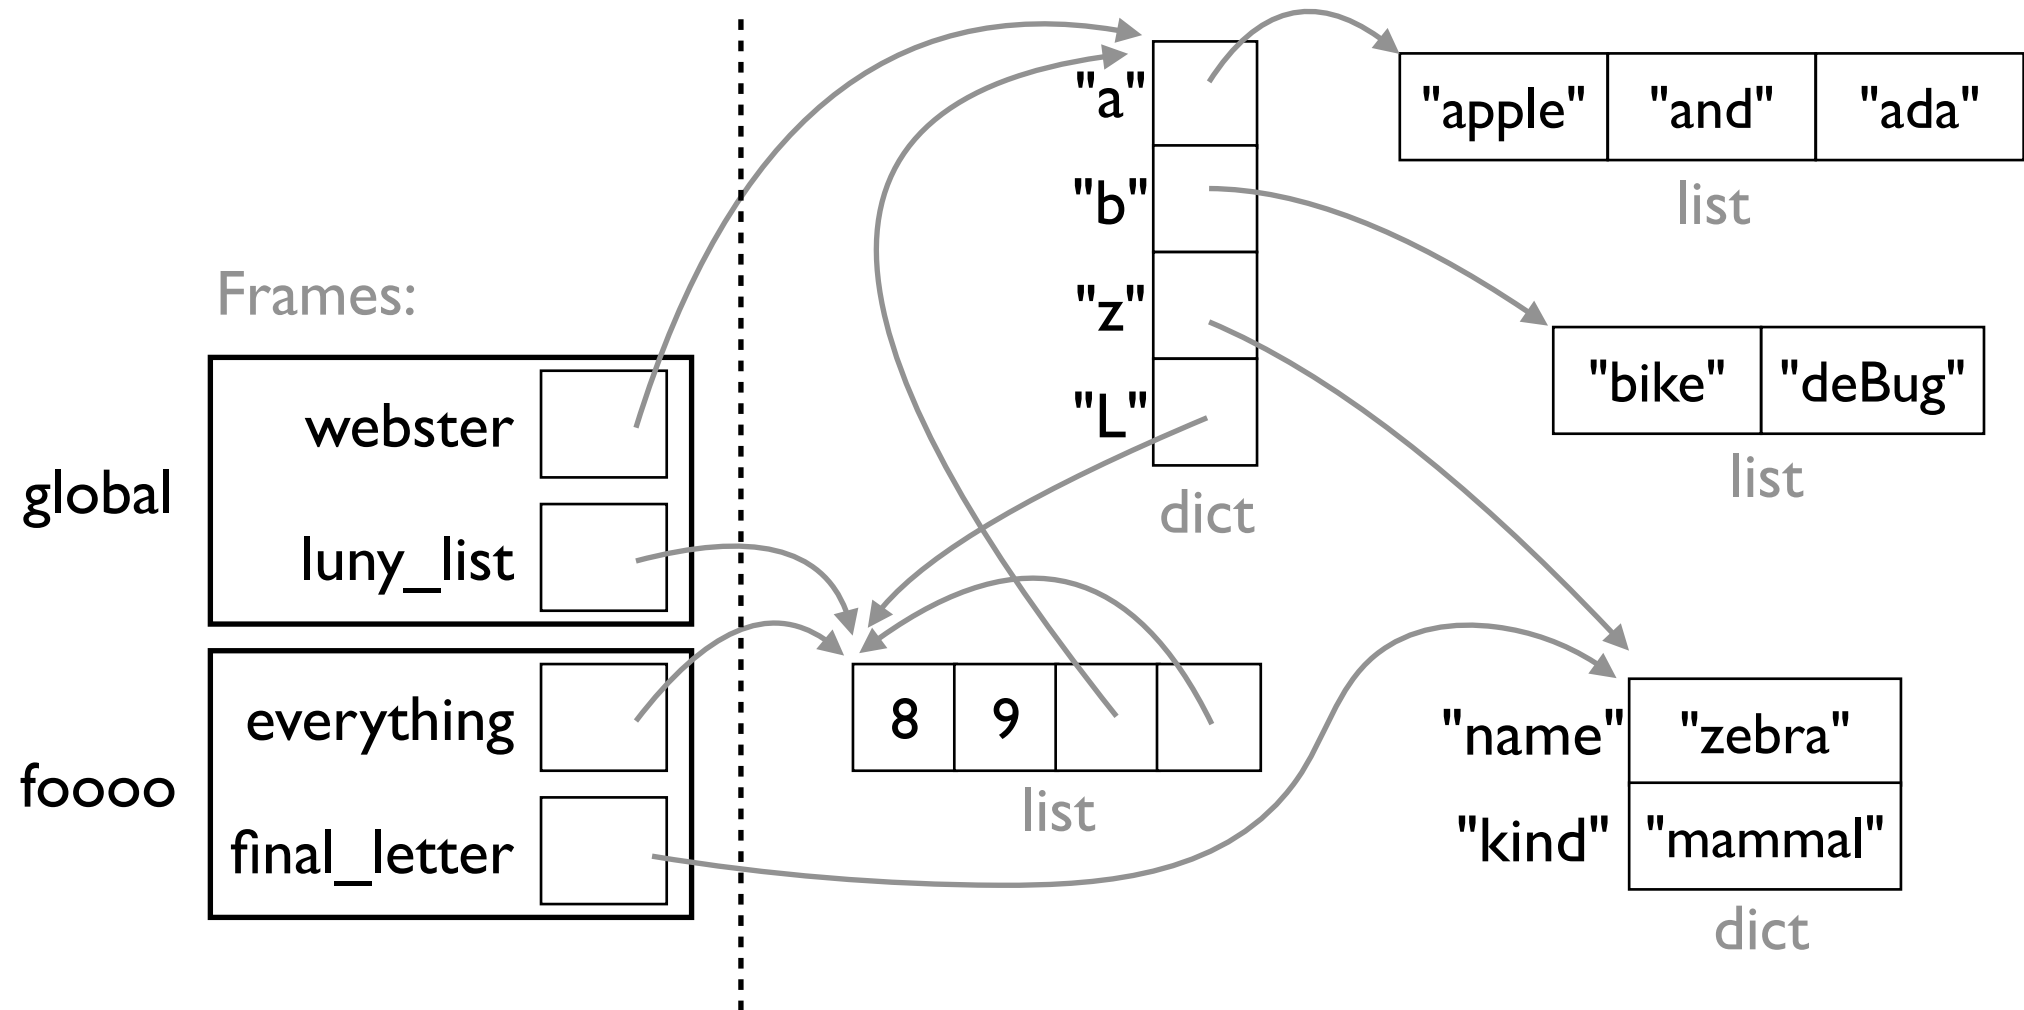 Frames:
global
webster
luny_list
foooo
everything
final_letter
"a"
"b"
"z"
"L"
dict
"apple" "and" "ada"
list
"bike" "deBug"
list
8 9
list
"name" "zebra"
"kind" "mammal"
dict